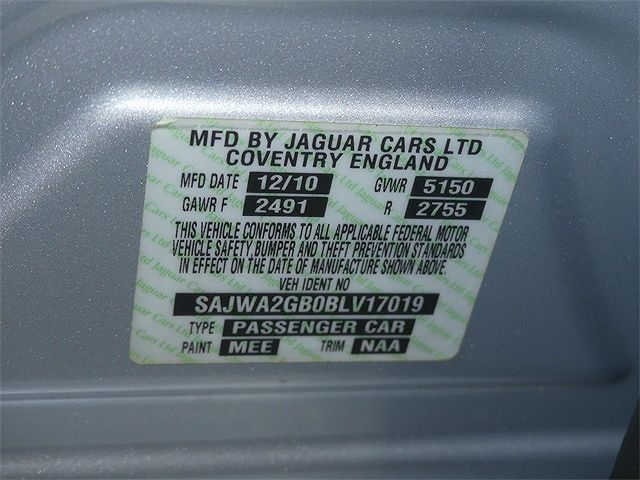 MFD BY JAGUAR CARS LTD
COVENTRY ENGLAND
MFD DATE 12/10 GVWR 5150
GAWR F 2491 R 2755
THIS VEHICLE CONFORMS TO ALL APPLICABLE FEDERAL MOTOR
VEHICLE SAFETY, BUMPER AND THEFT PREVENTION STANDARDS
IN EFFECT ON THE DATE OF MANUFACTURE SHOWN ABOVE.
VEH IDENT NO
SAJWA2GB0BLV17019
TYPE PASSENGER CAR
PAINT MEE TRIM NAA